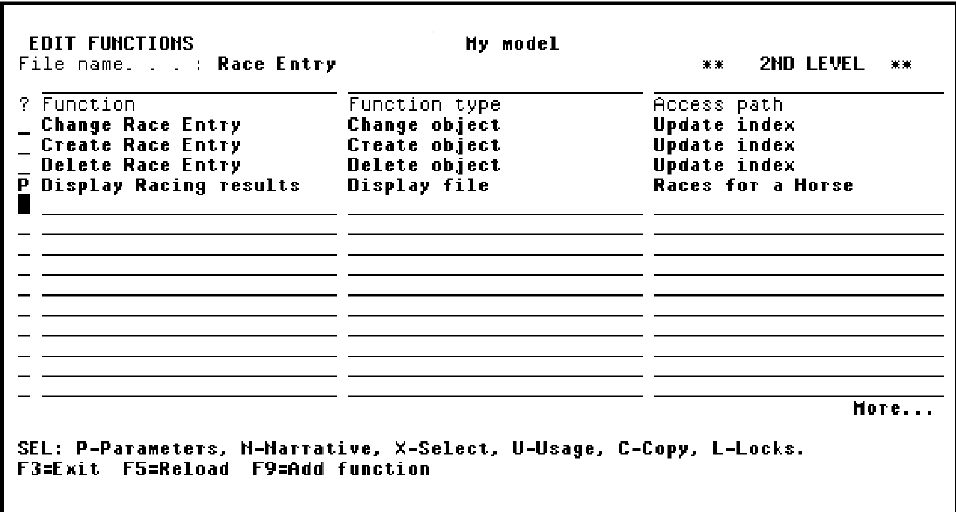 EDIT FUNCTIONS My model
File name. . . : Race Entry ** 2ND LEVEL **
? Function Function type Access path
_ Change Race Entry Change object Update index
_ Create Race Entry Create object Update index
_ Delete Race Entry Delete object Update index
P Display Racing results Display file Races for a Horse
More...
SEL: P-Parameters, N-Narrative, X-Select, U-Usage, C-Copy, L-Locks.
F3=Exit F5=Reload F9=Add function